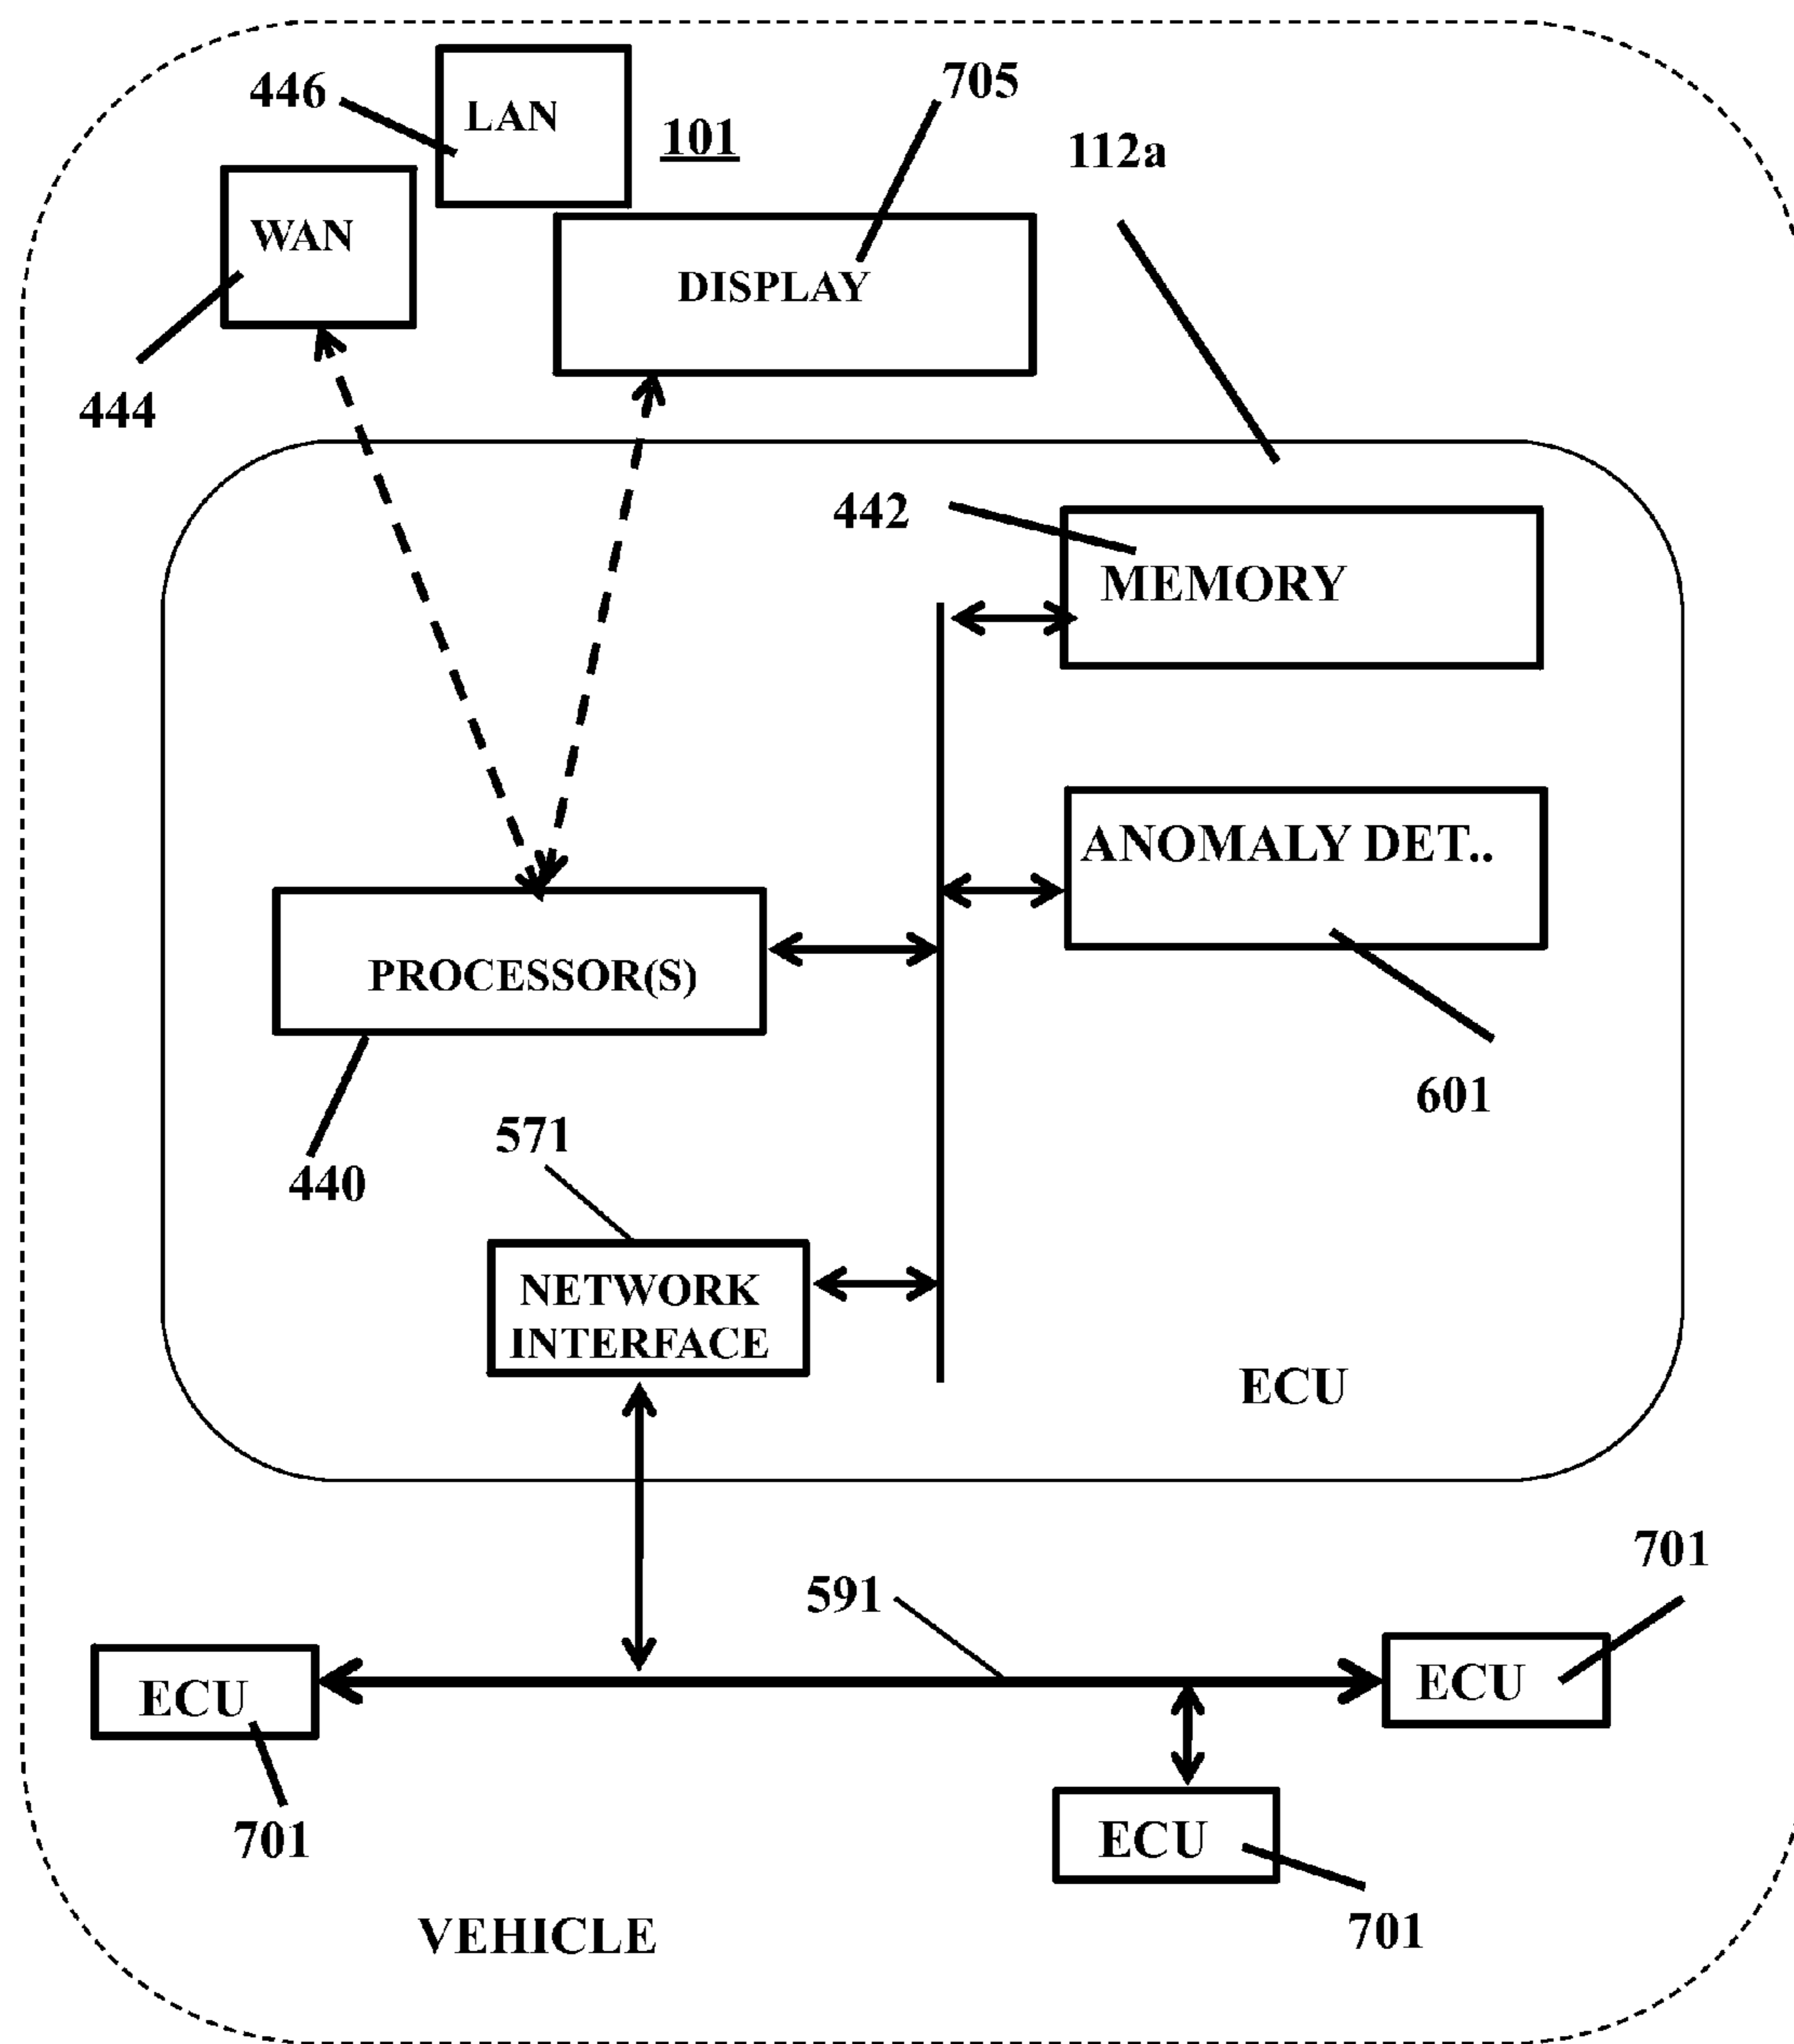 446
LAN
101
705
112a
WAN
DISPLAY
444
442
MEMORY
ANOMALY DET..
PROCESSOR(S)
601
571
440
NETWORK
INTERFACE
ECU
591
701
ECU
ECU
701
ECU
701
VEHICLE